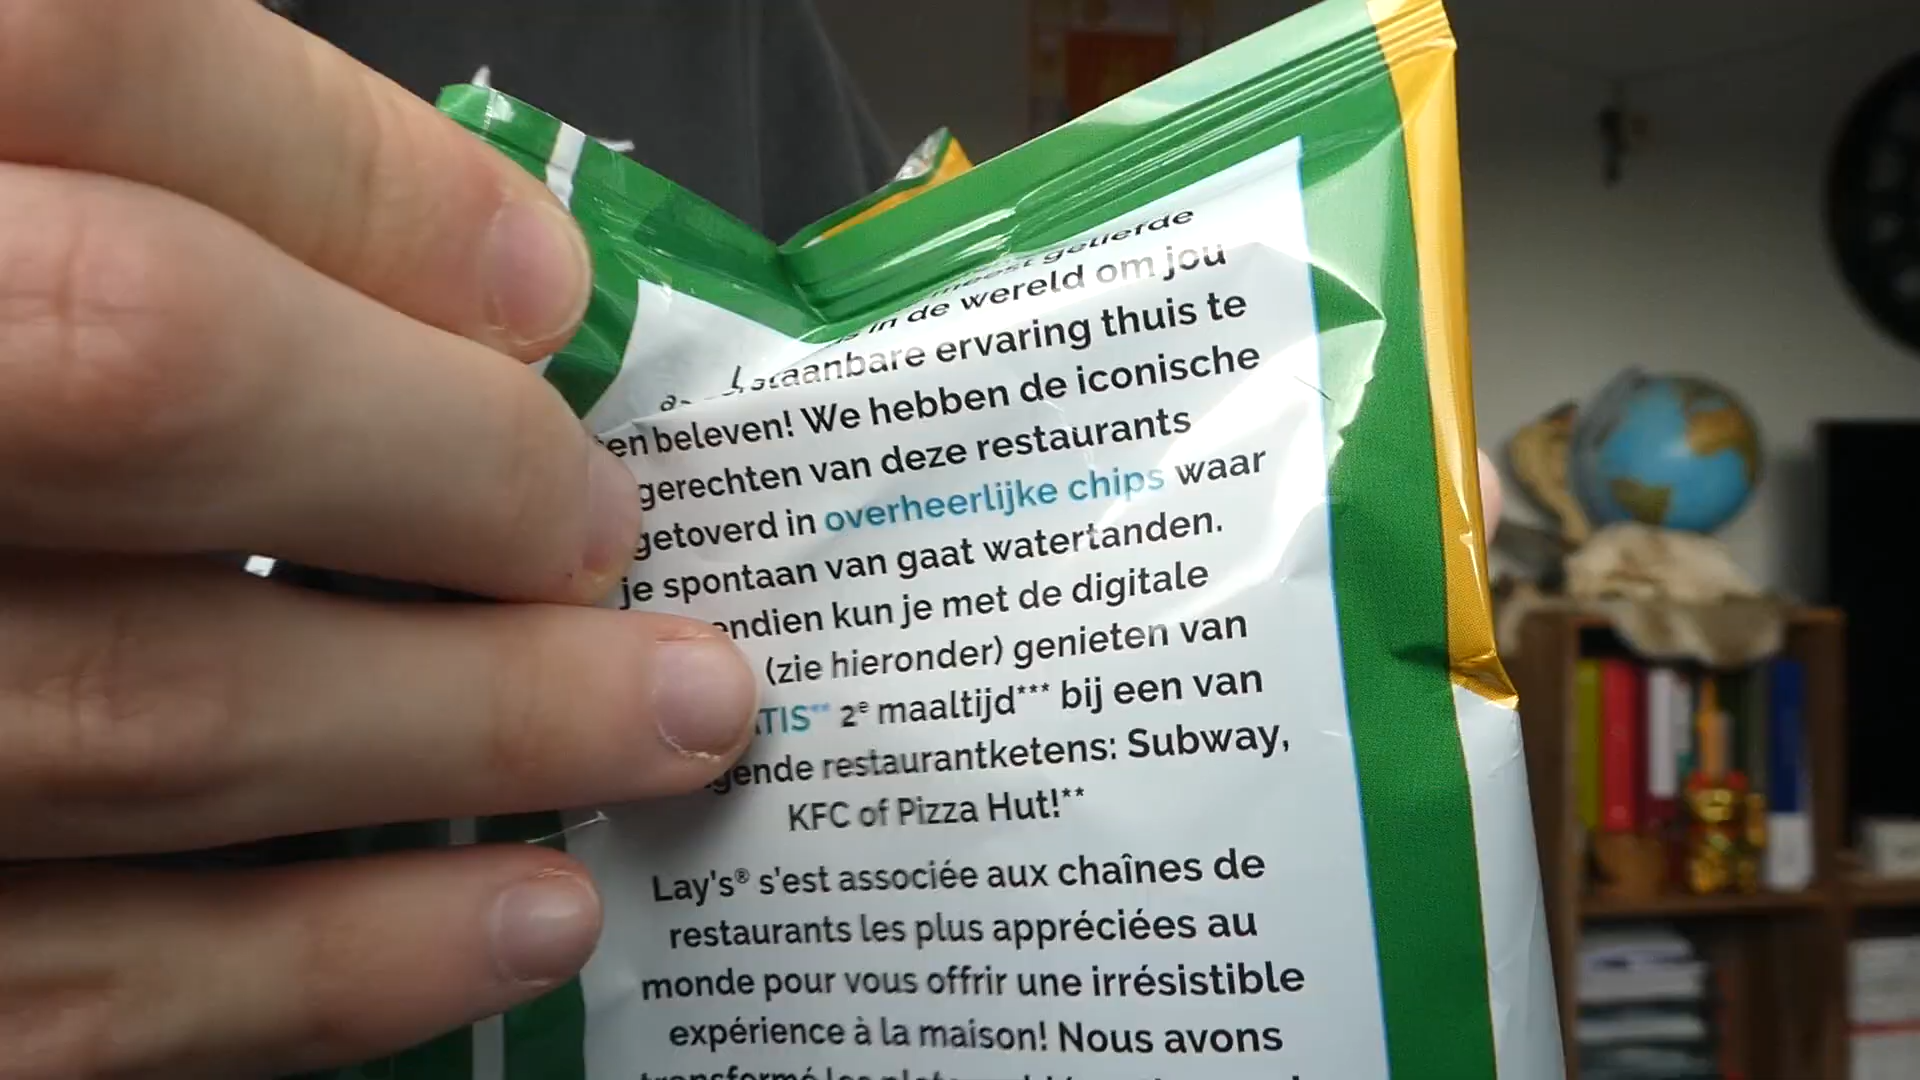 geliefde
in de wereld om jou
ervaring thuis te
beleven! We hebben de iconische
gerechten van deze restaurants
getoverd in overheerlijke chips waar
je spontaan van gaat watertanden.
kun je met de digitale
(zie hieronder) genieten van
2e maaltijd*** bij een van
restaurantketens: Subway,
KFC of Pizza Hut!**
Lay's® s'est associée aux chaînes de
restaurants les plus appréciées au
monde pour vous offrir une irrésistible
expérience à la maison! Nous avons